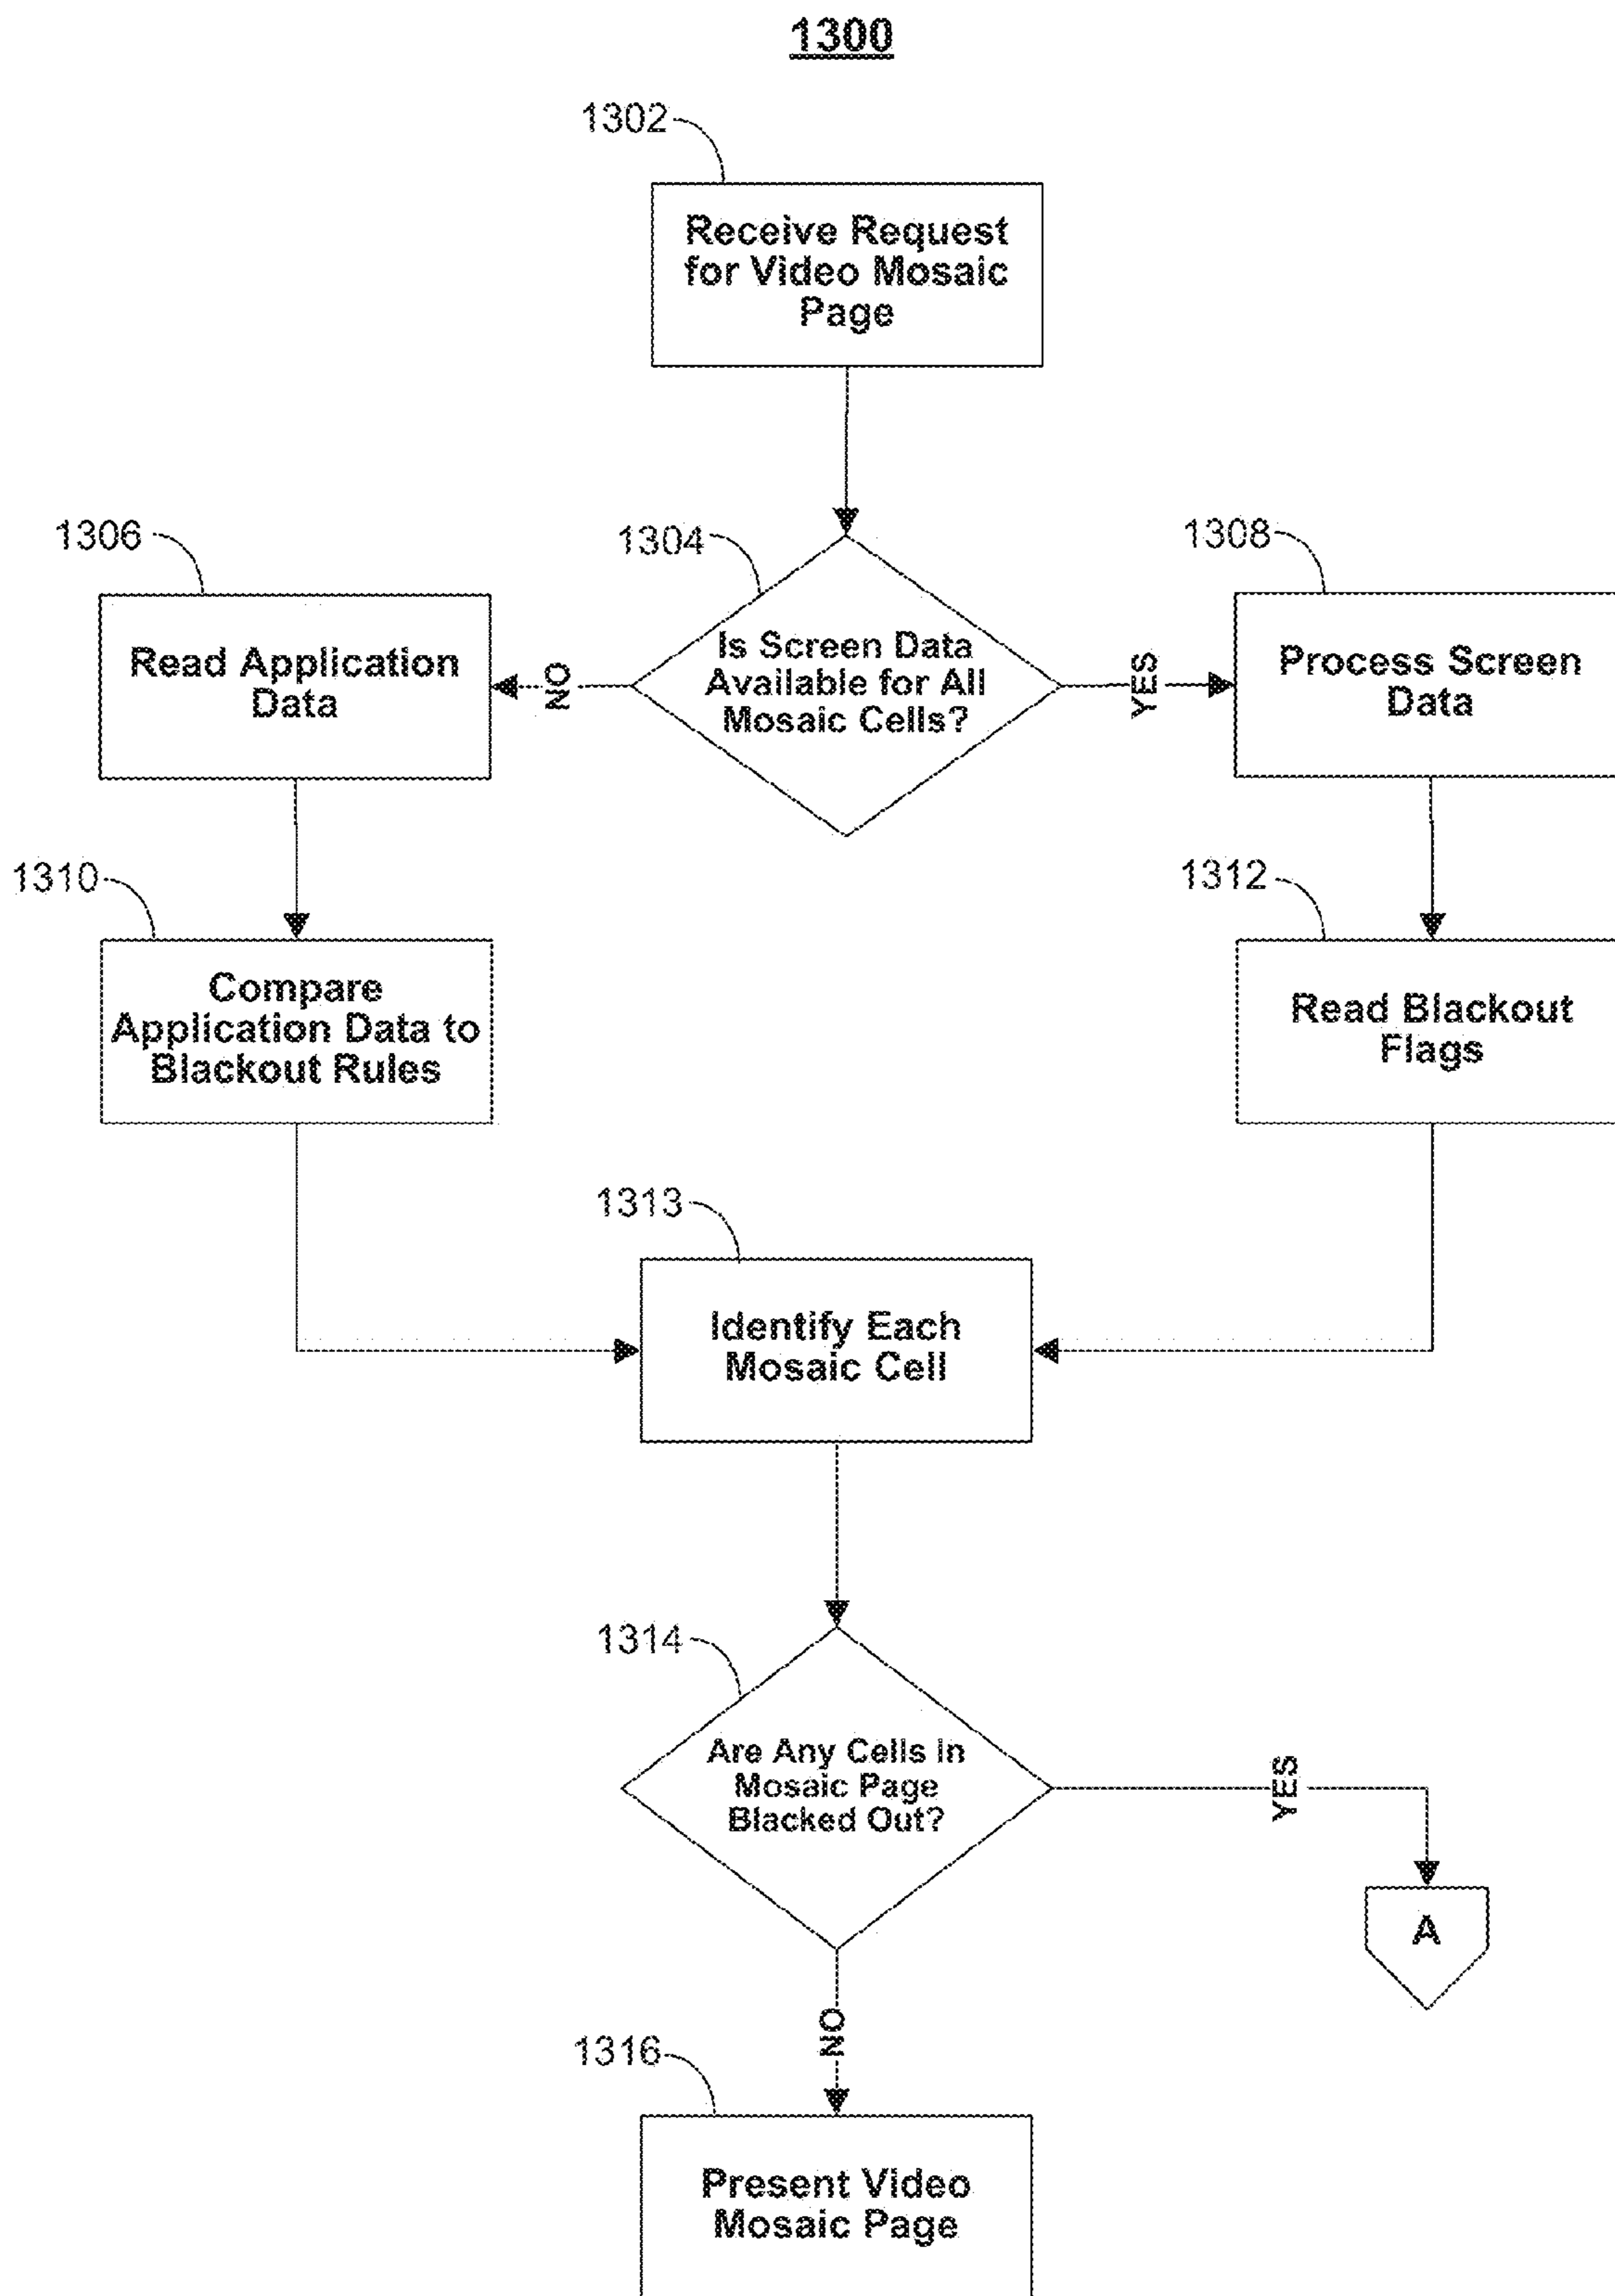 1300
1302
Receive Request
for Video Mosaic
Page
1306
1304
1308
Read Application
Data
NO
Is Screen Data
Available for All
Mosaic Cells?
YES
Process Screen
Data
1310
1312
Compare
Application Data to
Blackout Rules
Read Blackout
Flags
1313
Identify Each
Mosaic Cell
1314
Are Any Cells in
Mosaic Page
Blacked Out?
YES
A
NO
1316
Present Video
Mosaic Page